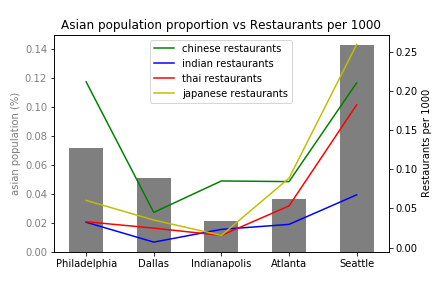 Asian population proportion vs Restaurants per 1000
chinese restaurants
indian restaurants
thai restaurants
japanese restaurants
asian population (%)
0.14
0.12
0.10
0.08
0.06
0.04
0.02
0.00
0.25
0.20
0.15
0.10
0.05
0.00
Restaurants per 1000
Philadelphia Dallas Indianapolis Atlanta Seattle